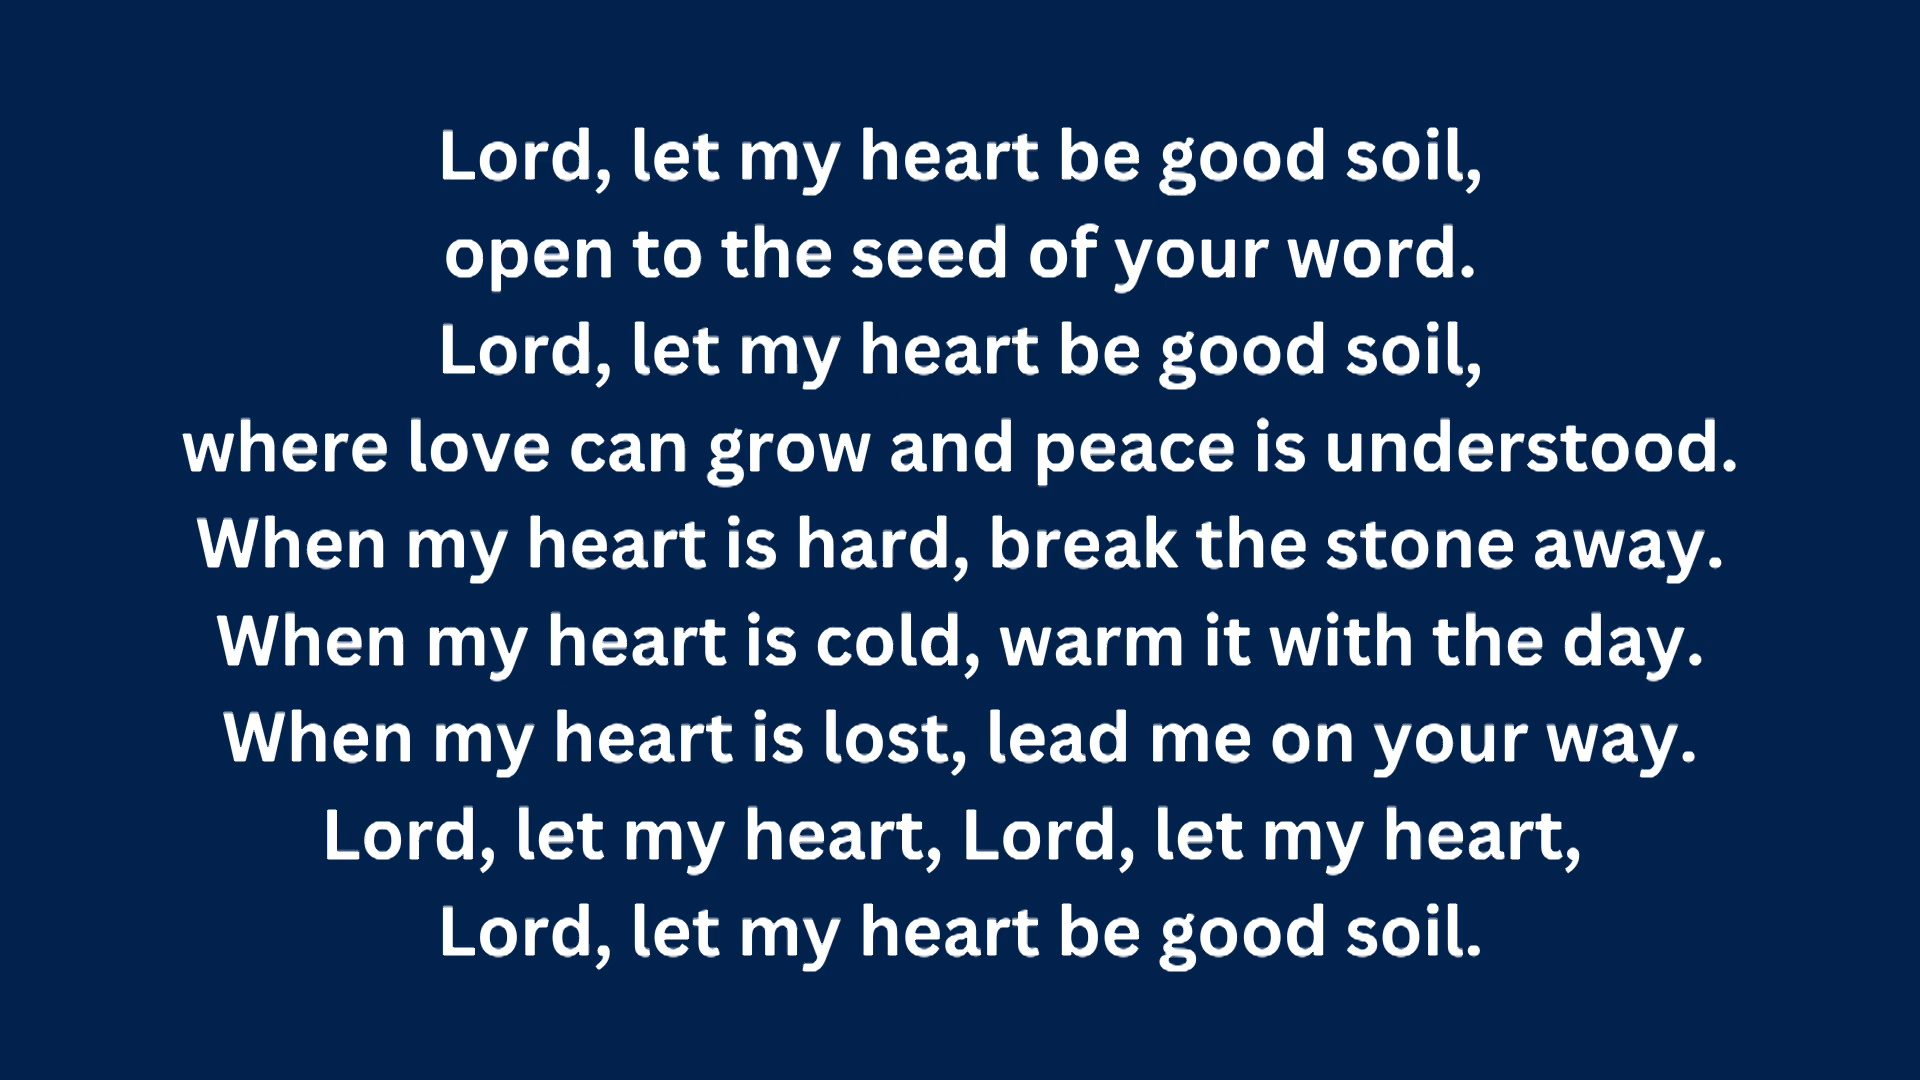 Lord, let my heart be good soil,
open to the seed of your word.
Lord, let my heart be good soil,
where love can grow and peace is understood.
When my heart is hard, break the stone away.
When my heart is cold, warm it with the day.
When my heart is lost, lead me on your way.
Lord, let my heart, Lord, let my heart,
Lord, let my heart be good soil.